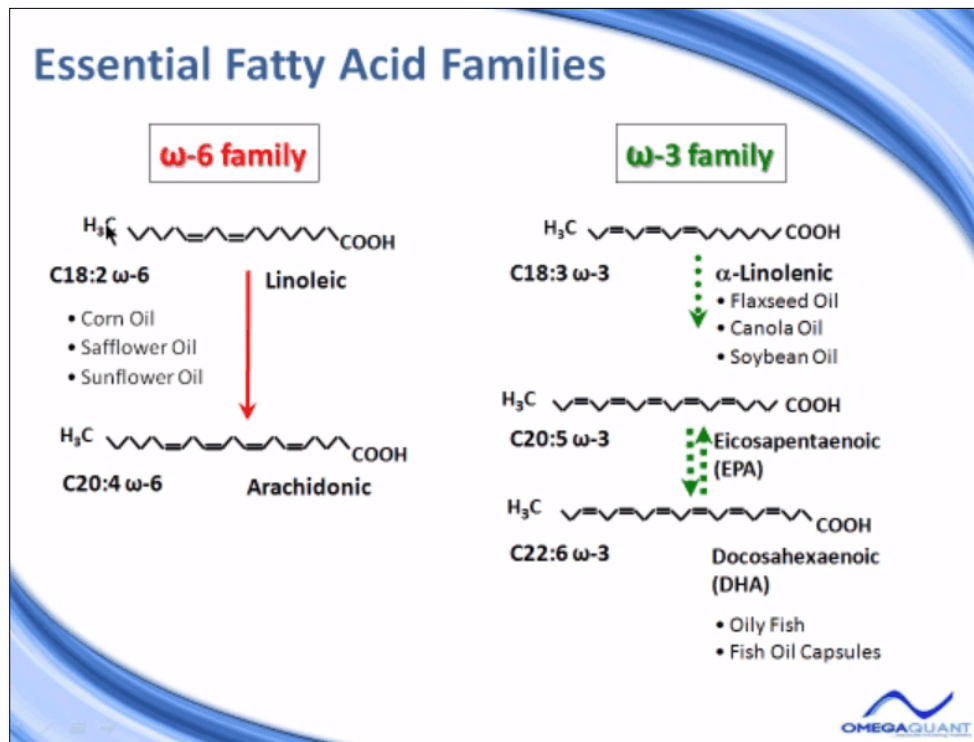 Essential Fatty Acid Families
ω-6 family
H₃C
COOH
C18:2 ω-6
Linoleic
• Corn Oil
• Safflower Oil
• Sunflower Oil
H₃C
COOH
C20:4 ω-6
Arachidonic
ω-3 family
H₃C
COOH
C18:3 ω-3
α-Linolenic
• Flaxseed Oil
• Canola Oil
• Soybean Oil
H₃C
COOH
C20:5 ω-3
Eicosapentaenoic
(EPA)
H₃C
COOH
C22:6 ω-3
Docosahexaenoic
(DHA)
• Oily Fish
• Fish Oil Capsules
OMEGAQUANT